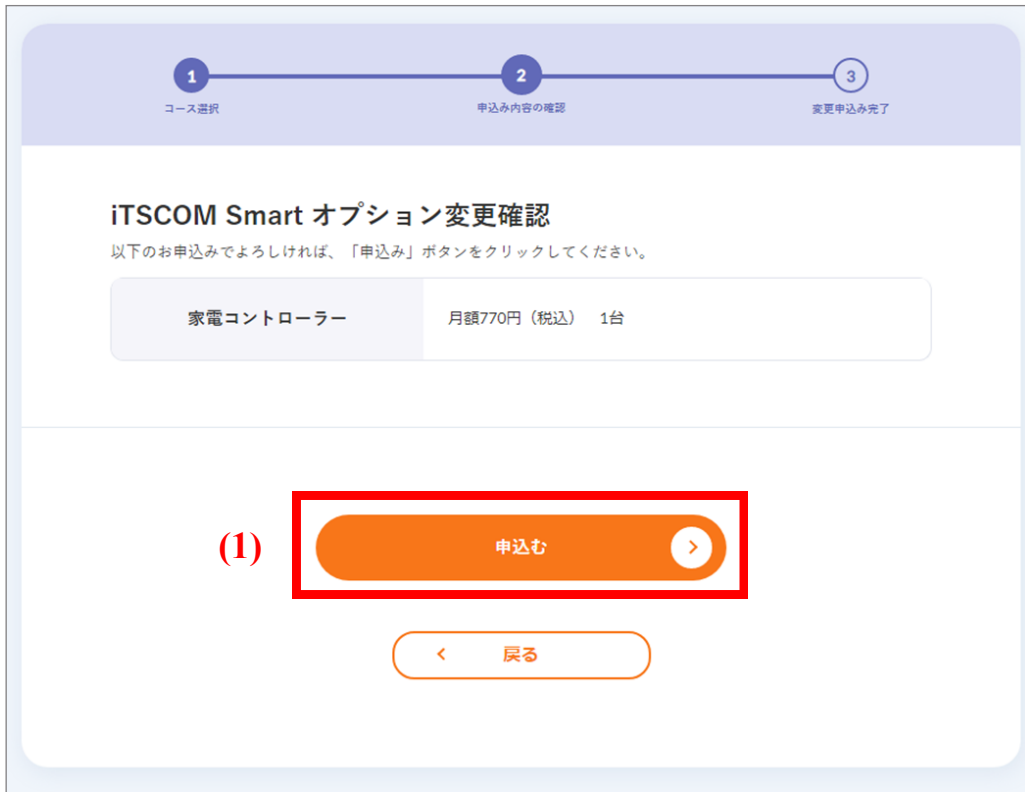 1
2
3
コース選択
申込み内容の確認
変更申込み完了
iTSCOM Smart オプション変更確認
以下のお申込みでよろしければ、「申込み」ボタンをクリックしてください。
家電コントローラー
月額770円（税込）　1台
(1)
申込む
戻る